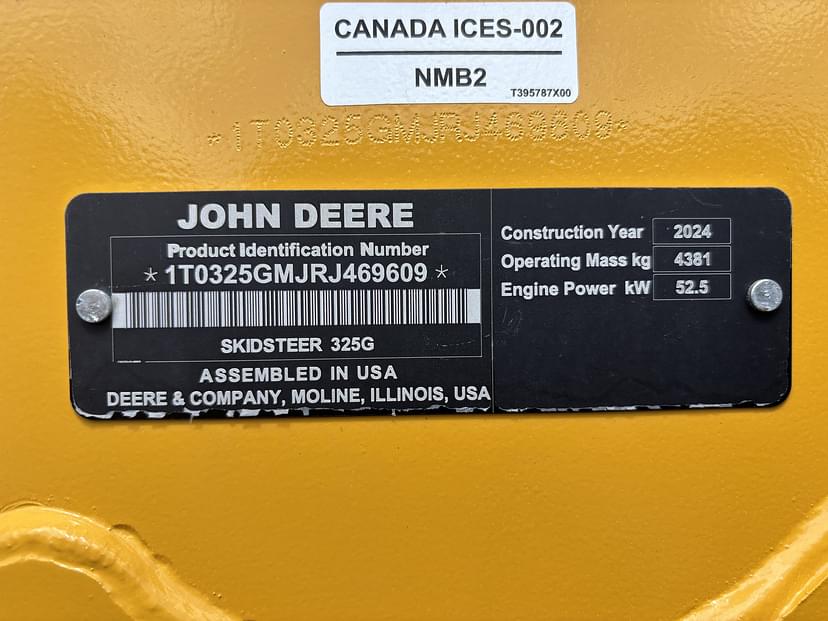 CANADA ICES-002
NMB2
T395787X00
*1T0325GMJRJ469609*
JOHN DEERE
Product Identification Number
*1T0325GMJRJ469609*
SKIDSTEER 325G
ASSEMBLED IN USA
DEERE & COMPANY, MOLINE, ILLINOIS, USA
Construction Year 2024
Operating Mass kg 4381
Engine Power kW 52.5